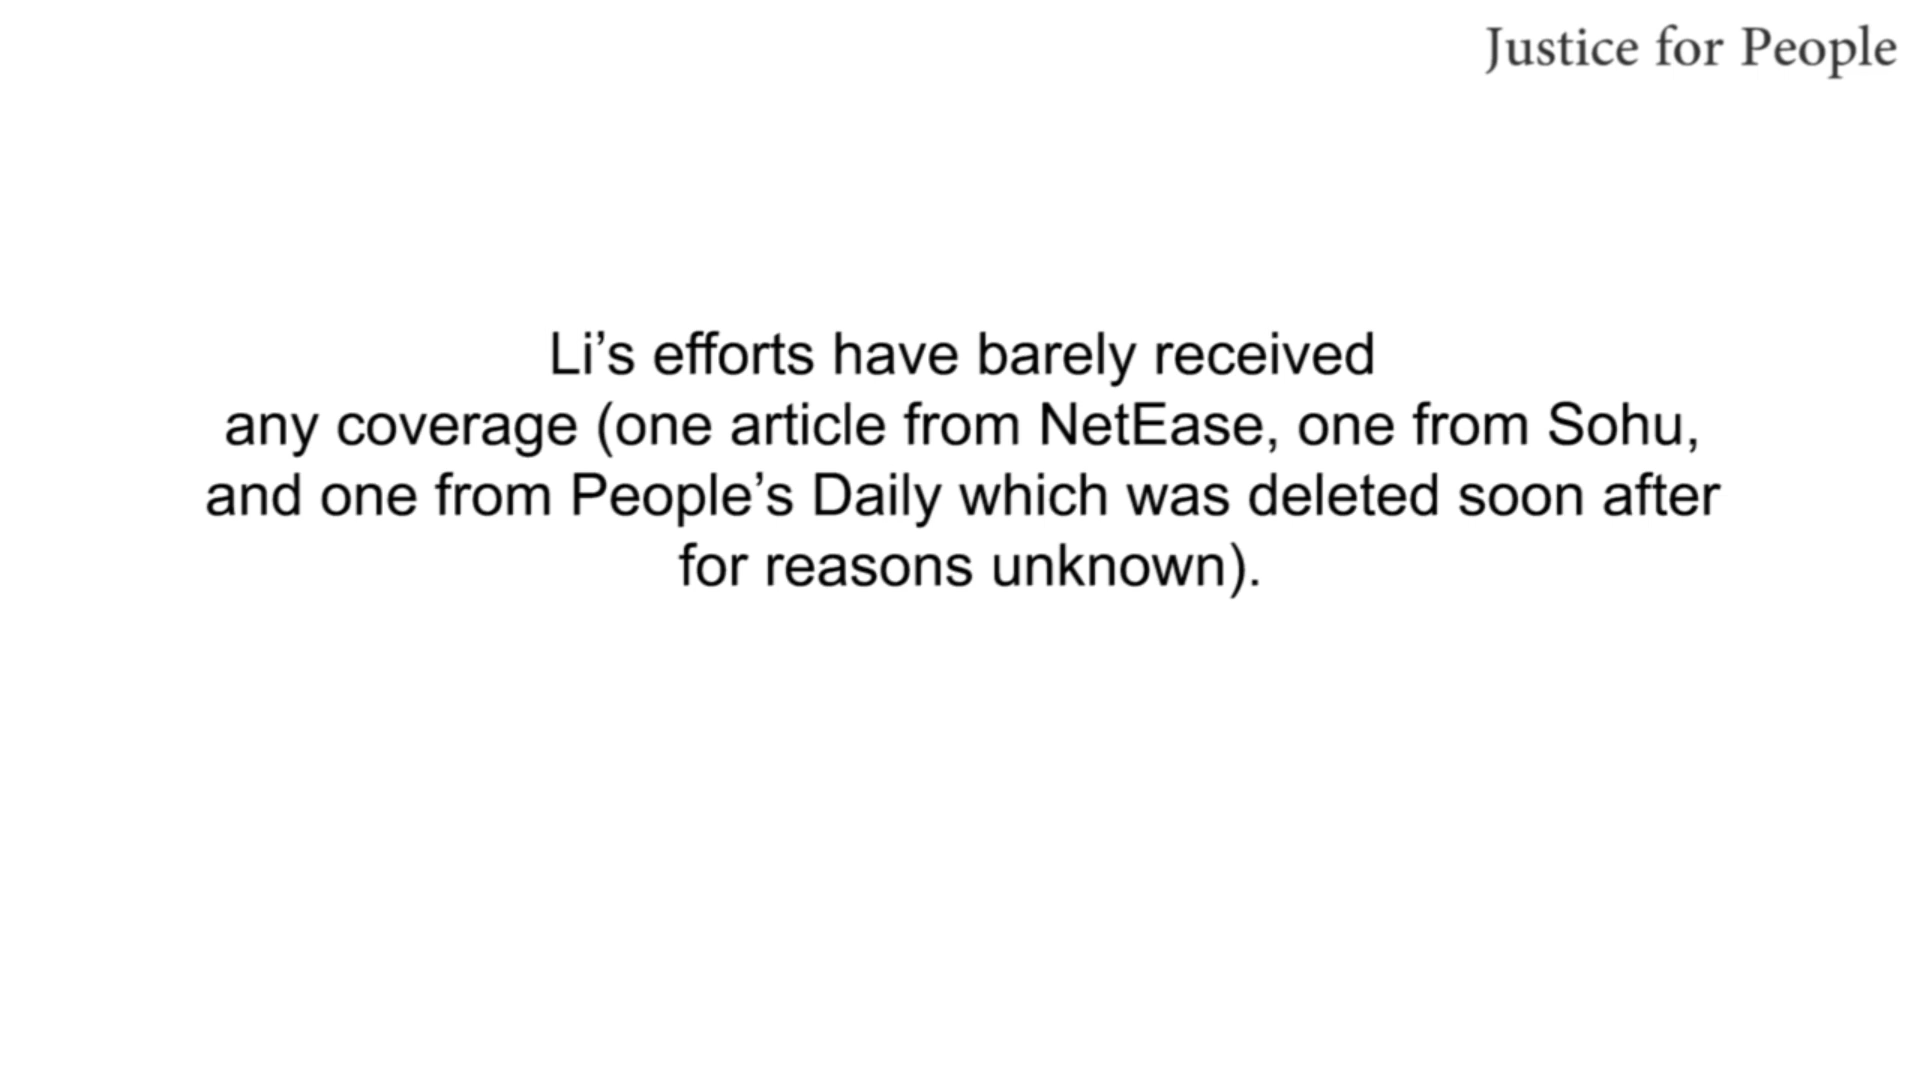 Justice for People
Li’s efforts have barely received
any coverage (one article from NetEase, one from Sohu,
and one from People’s Daily which was deleted soon after
for reasons unknown).